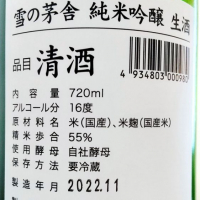 雪の茅舎 純米吟醸 生酒
品目 清酒
4934803000980
内容量 720ml
アルコール分 16度
原材料名 米(国産)、米麹(国産米)
精米歩合 55%
使用酵母 自社酵母
保存方法 要冷蔵
製造年月 2022.11